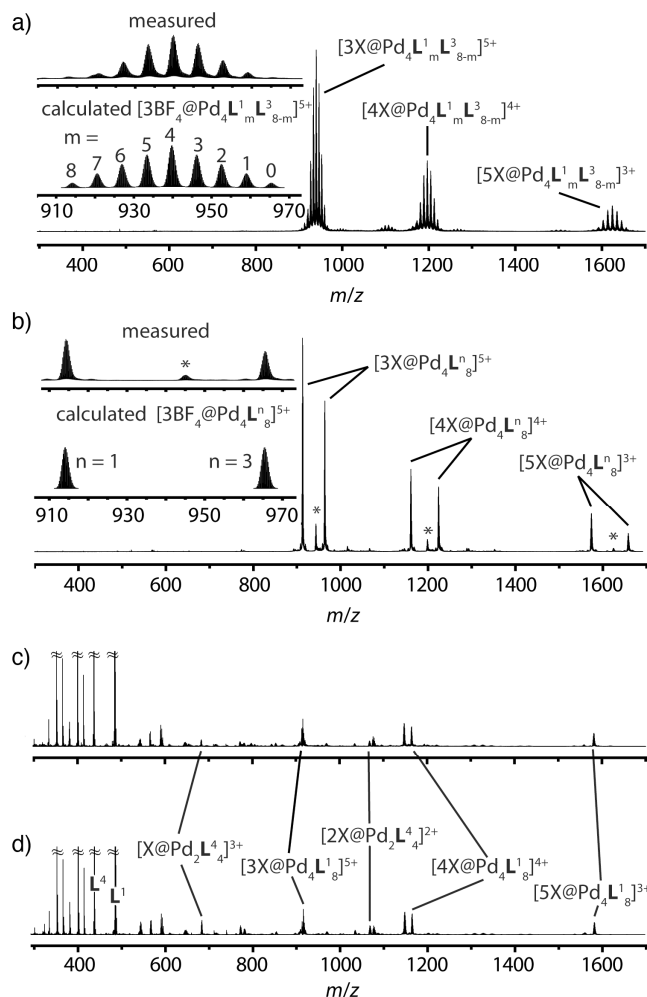 a)
measured
[3X@Pd₄L¹ₘL³₈₋ₘ]⁵⁺
calculated [3BF₄@Pd₄L¹ₘL³₈₋ₘ]⁵⁺
[4X@Pd₄L¹ₘL³₈₋ₘ]⁴⁺
m =
8 7 6 5 4 3 2 1 0
[5X@Pd₄L¹ₘL³₈₋ₘ]³⁺
910 930 950 970
400 600 800 1000 1200 1400 1600
m/z
b)
measured
*
[3X@Pd₄Lⁿ₈]⁵⁺
calculated [3BF₄@Pd₄Lⁿ₈]⁵⁺
[4X@Pd₄Lⁿ₈]⁴⁺
n = 1 n = 3
[5X@Pd₄Lⁿ₈]³⁺
* * *
910 930 950 970
400 600 800 1000 1200 1400 1600
m/z
c)
≈ ≈ ≈ ≈
400 600 800 1000 1200 1400 1600
d)
≈ ≈ ≈ ≈
[X@Pd₂L⁴₄]³⁺
[2X@Pd₂L⁴₄]²⁺
[3X@Pd₄L¹₈]⁵⁺
[4X@Pd₄L¹₈]⁴⁺
[5X@Pd₄L¹₈]³⁺
L⁴
L¹
400 600 800 1000 1200 1400 1600
m/z